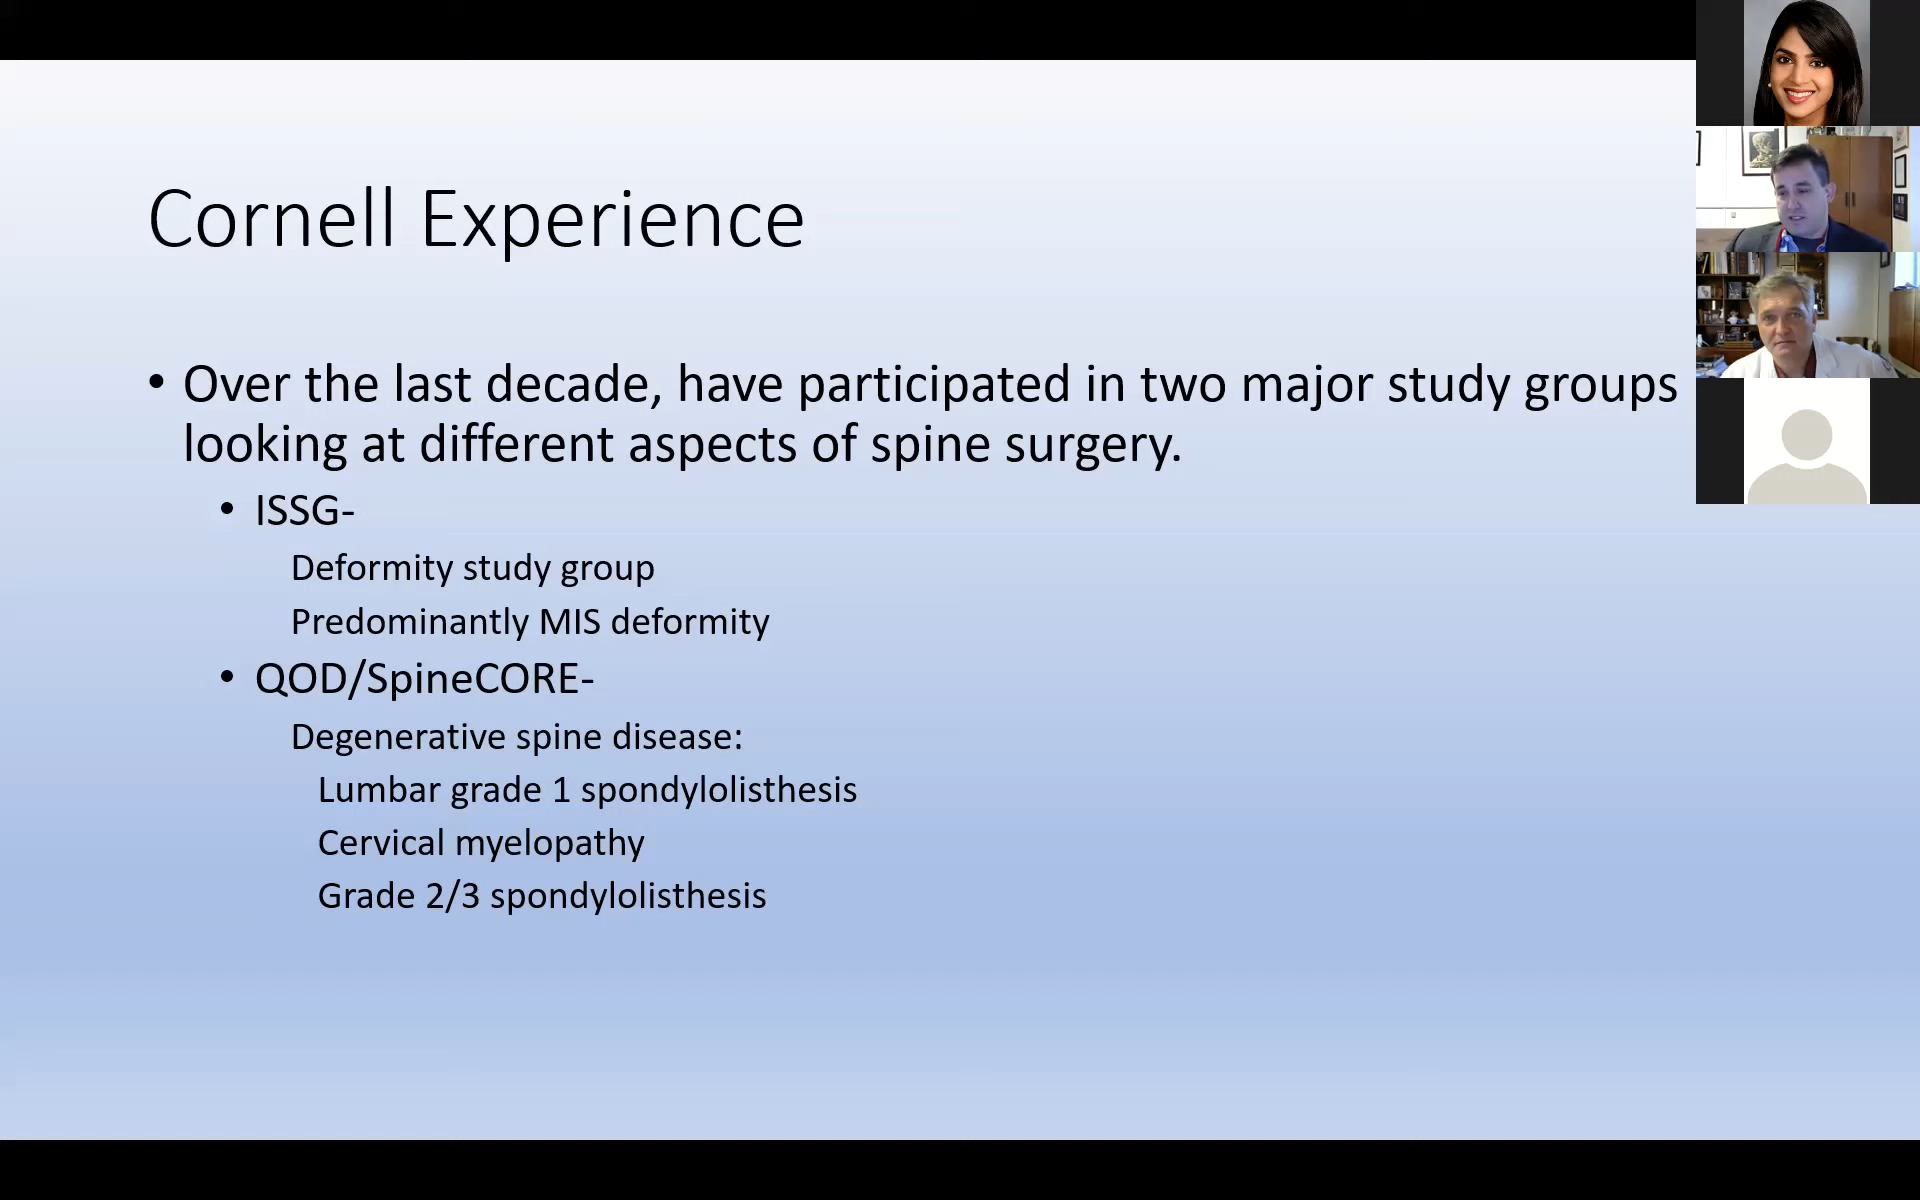 Cornell Experience
• Over the last decade, have participated in two major study groups
looking at different aspects of spine surgery.
• ISSG-
Deformity study group
Predominantly MIS deformity
• QOD/SpineCORE-
Degenerative spine disease:
Lumbar grade 1 spondylolisthesis
Cervical myelopathy
Grade 2/3 spondylolisthesis